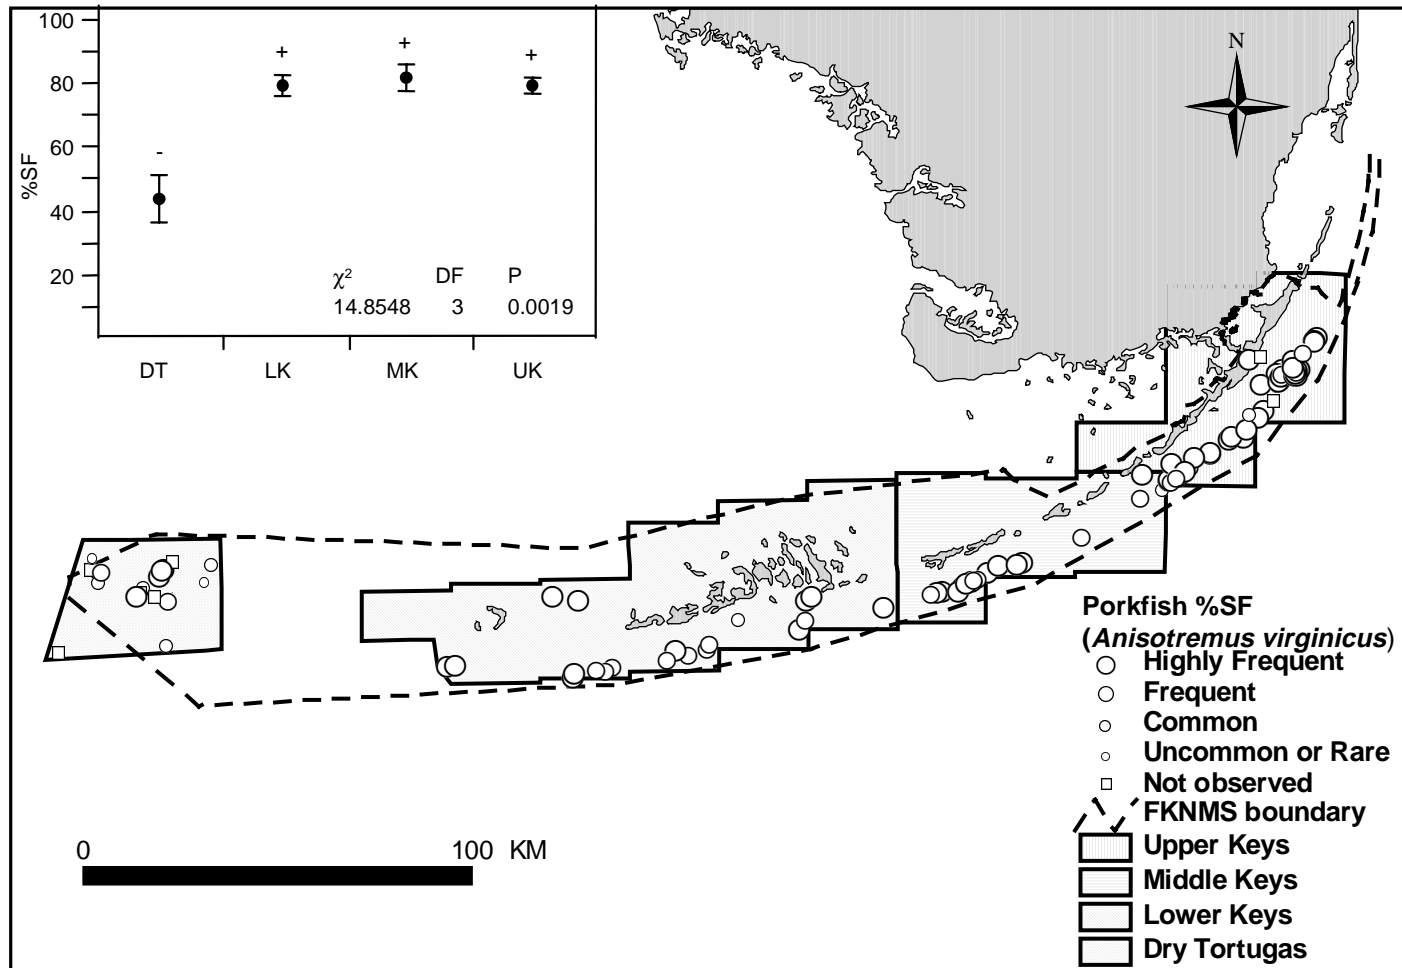 100
80
60
40
20
%SF
-
+
+
+
χ² DF P
14.8548 3 0.0019
DT LK MK UK
N
Porkfish %SF
(Anisotremus virginicus)
Highly Frequent
Frequent
Common
Uncommon or Rare
Not observed
FKNMS boundary
Upper Keys
Middle Keys
Lower Keys
Dry Tortugas
0 100 KM